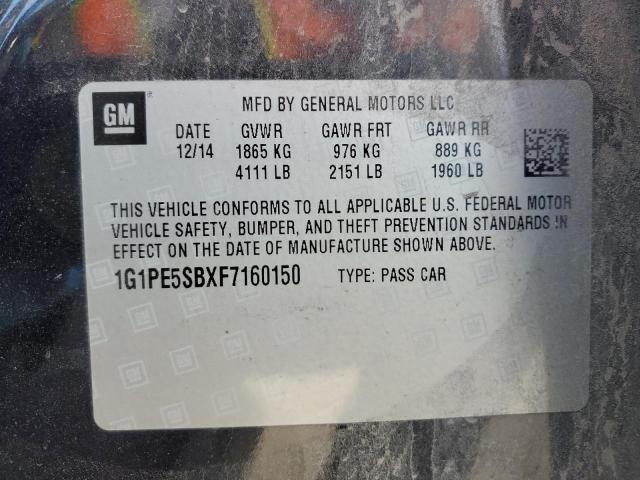 GM
®
MFD BY GENERAL MOTORS LLC
DATE GVWR GAWR FRT GAWR RR
12/14 1865 KG 976 KG 889 KG
4111 LB 2151 LB 1960 LB
THIS VEHICLE CONFORMS TO ALL APPLICABLE U.S. FEDERAL MOTOR
VEHICLE SAFETY, BUMPER, AND THEFT PREVENTION STANDARDS IN
EFFECT ON THE DATE OF MANUFACTURE SHOWN ABOVE.
1G1PE5SBXF7160150 TYPE: PASS CAR